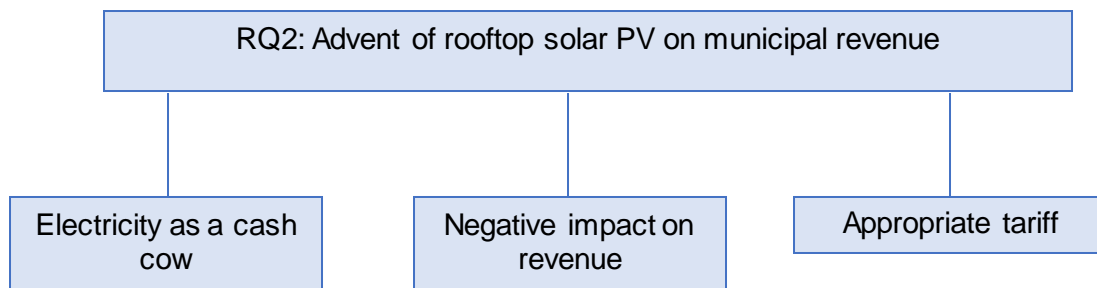 RQ2: Advent of rooftop solar PV on municipal revenue
Electricity as a cash
cow
Negative impact on
revenue
Appropriate tariff